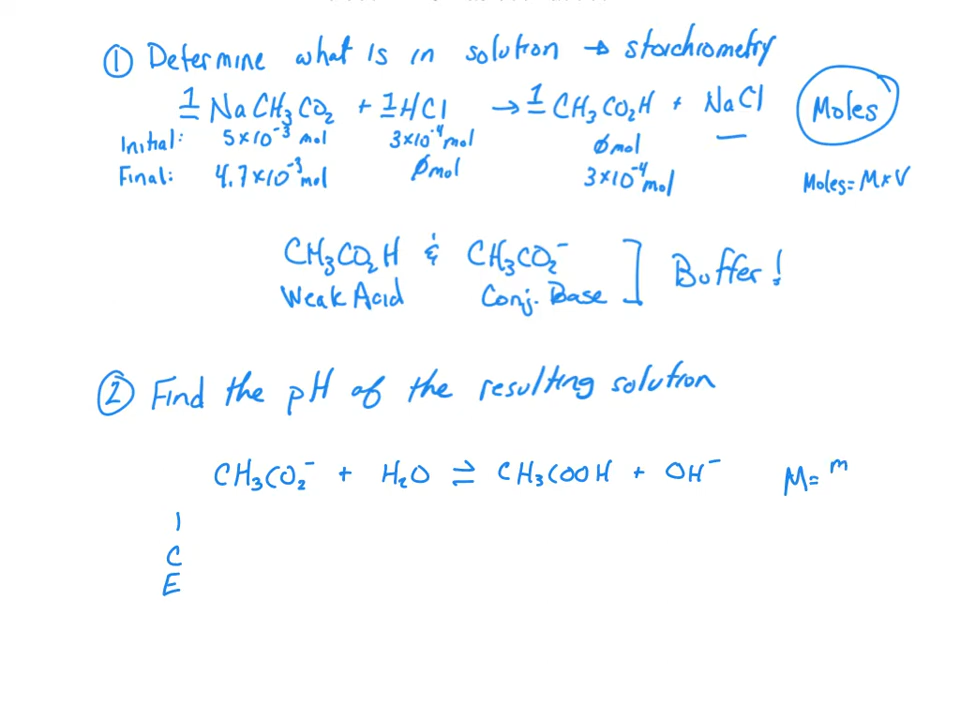 ① Determine what is in solution → stoichiometry
1 NaCH₃CO₂ + 1 HCl → 1 CH₃CO₂H + NaCl Moles
Initial: 5×10⁻³ mol 3×10⁻⁴ mol ∅ mol —
Final: 4.7×10⁻³ mol ∅ mol 3×10⁻⁴ mol Moles = M×V
CH₃CO₂H & CH₃CO₂⁻ ] Buffer!
Weak Acid Conj. Base
② Find the pH of the resulting solution
CH₃CO₂⁻ + H₂O ⇌ CH₃COOH + OH⁻ M= m
I
C
E